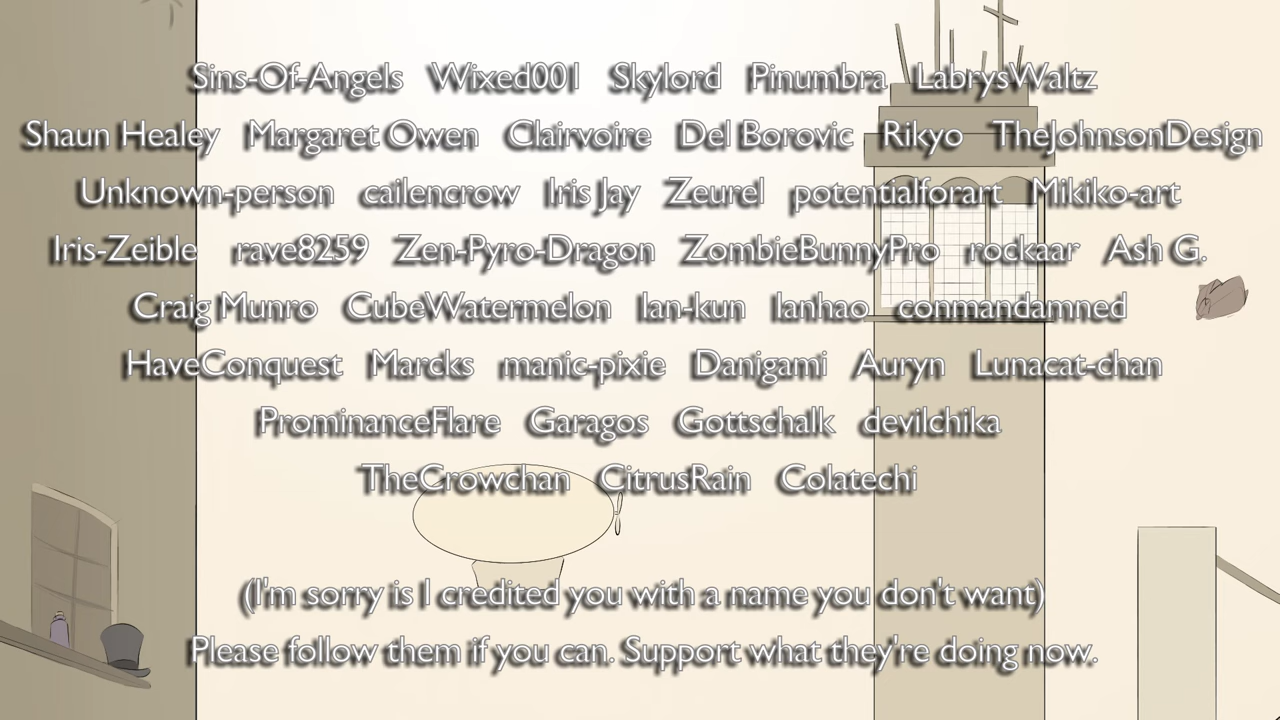 Sins-Of-Angels Wixed001 Skylord Pinumbra LabrysWaltz
Shaun Healey Margaret Owen Clairvoire Del Borovic Rikyo TheJohnsonDesign
Unknown-person cailencrow Iris Jay Zeurel potentialforart Mikiko-art
Iris-Zeible rave8259 Zen-Pyro-Dragon ZombieBunnyPro rockaar Ash G.
Craig Munro CubeWatermelon Ian-kun Ianhao conmandamned
HaveConquest Marcks manic-pixie Danigami Auryn Lunacat-chan
ProminanceFlare Garagos Gottschalk devilchika
TheCrowchan CitrusRain Colatechi
(I'm sorry is I credited you with a name you don't want)
Please follow them if you can. Support what they're doing now.